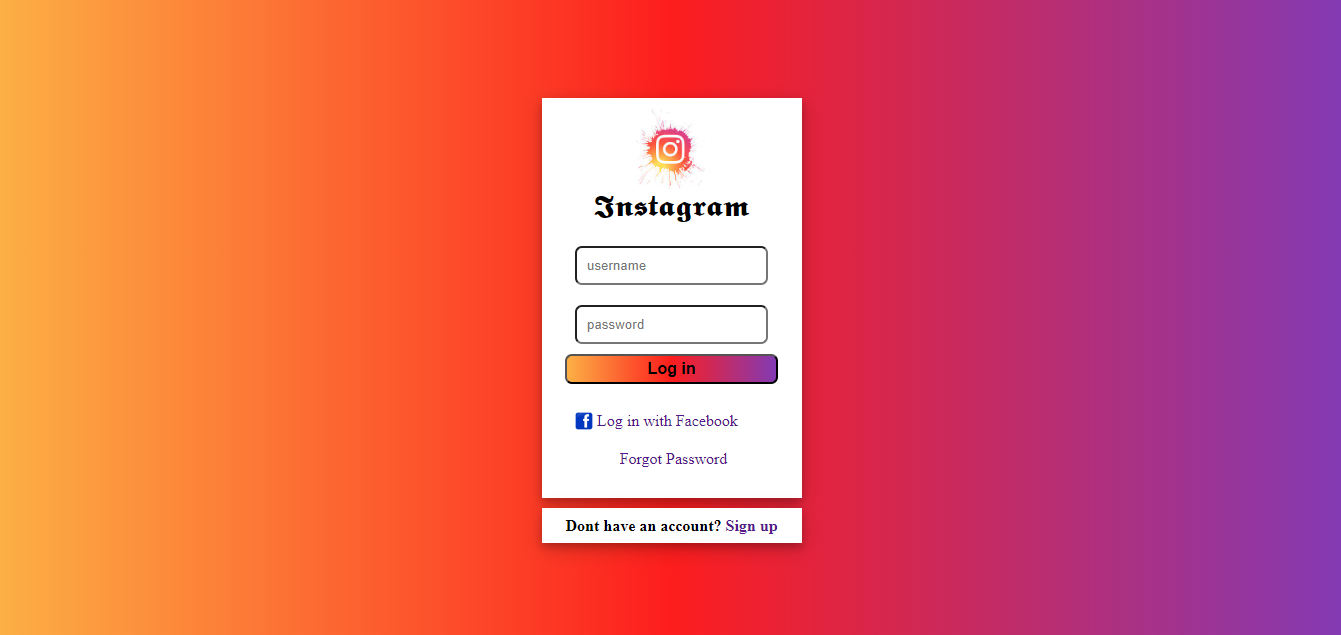 Instagram
username
password
Log in
Log in with Facebook
Forgot Password
Dont have an account? Sign up